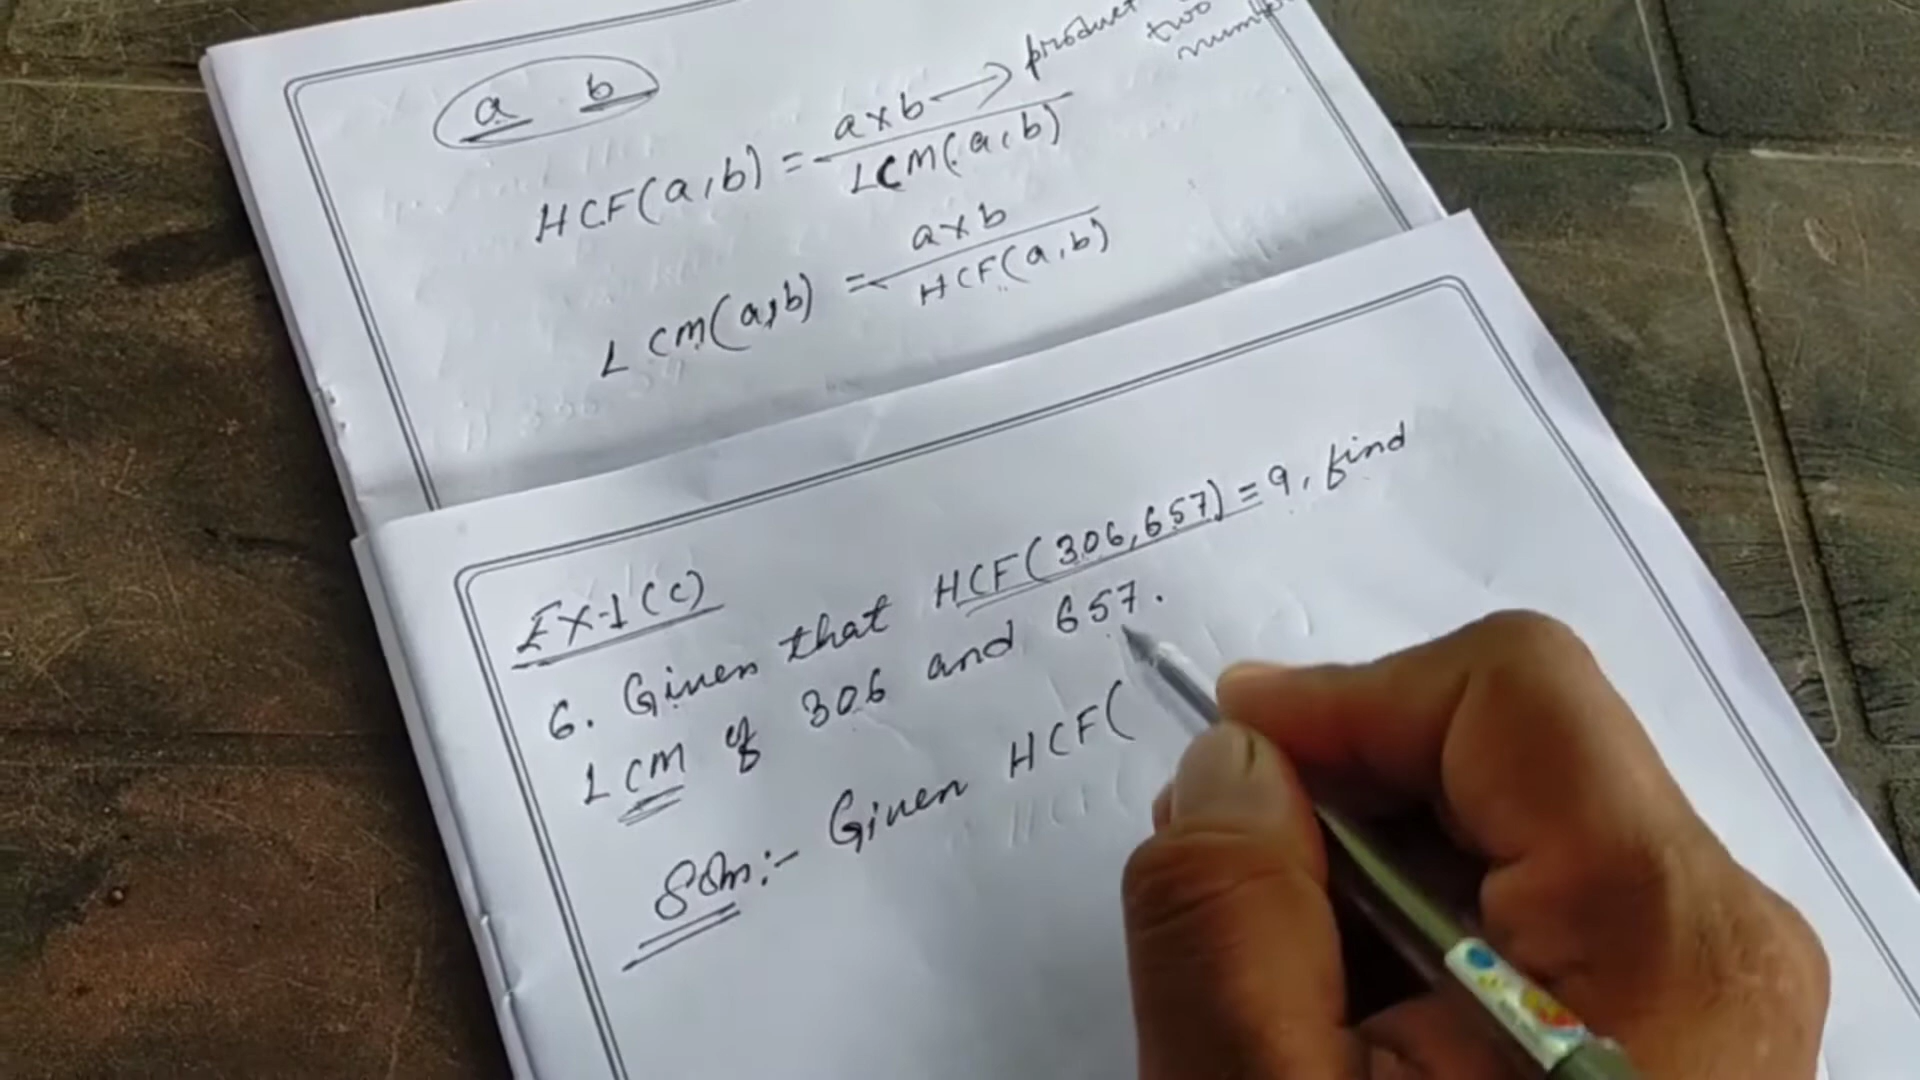 a b
HCF(a,b) = a×b/LCM(a,b) → product two
LCM(a,b) = a×b/HCF(a,b)
EX-1(c)
6. Given that HCF(306,657) = 9, find
LCM of 306 and 657.
Soln:- Given HCF(